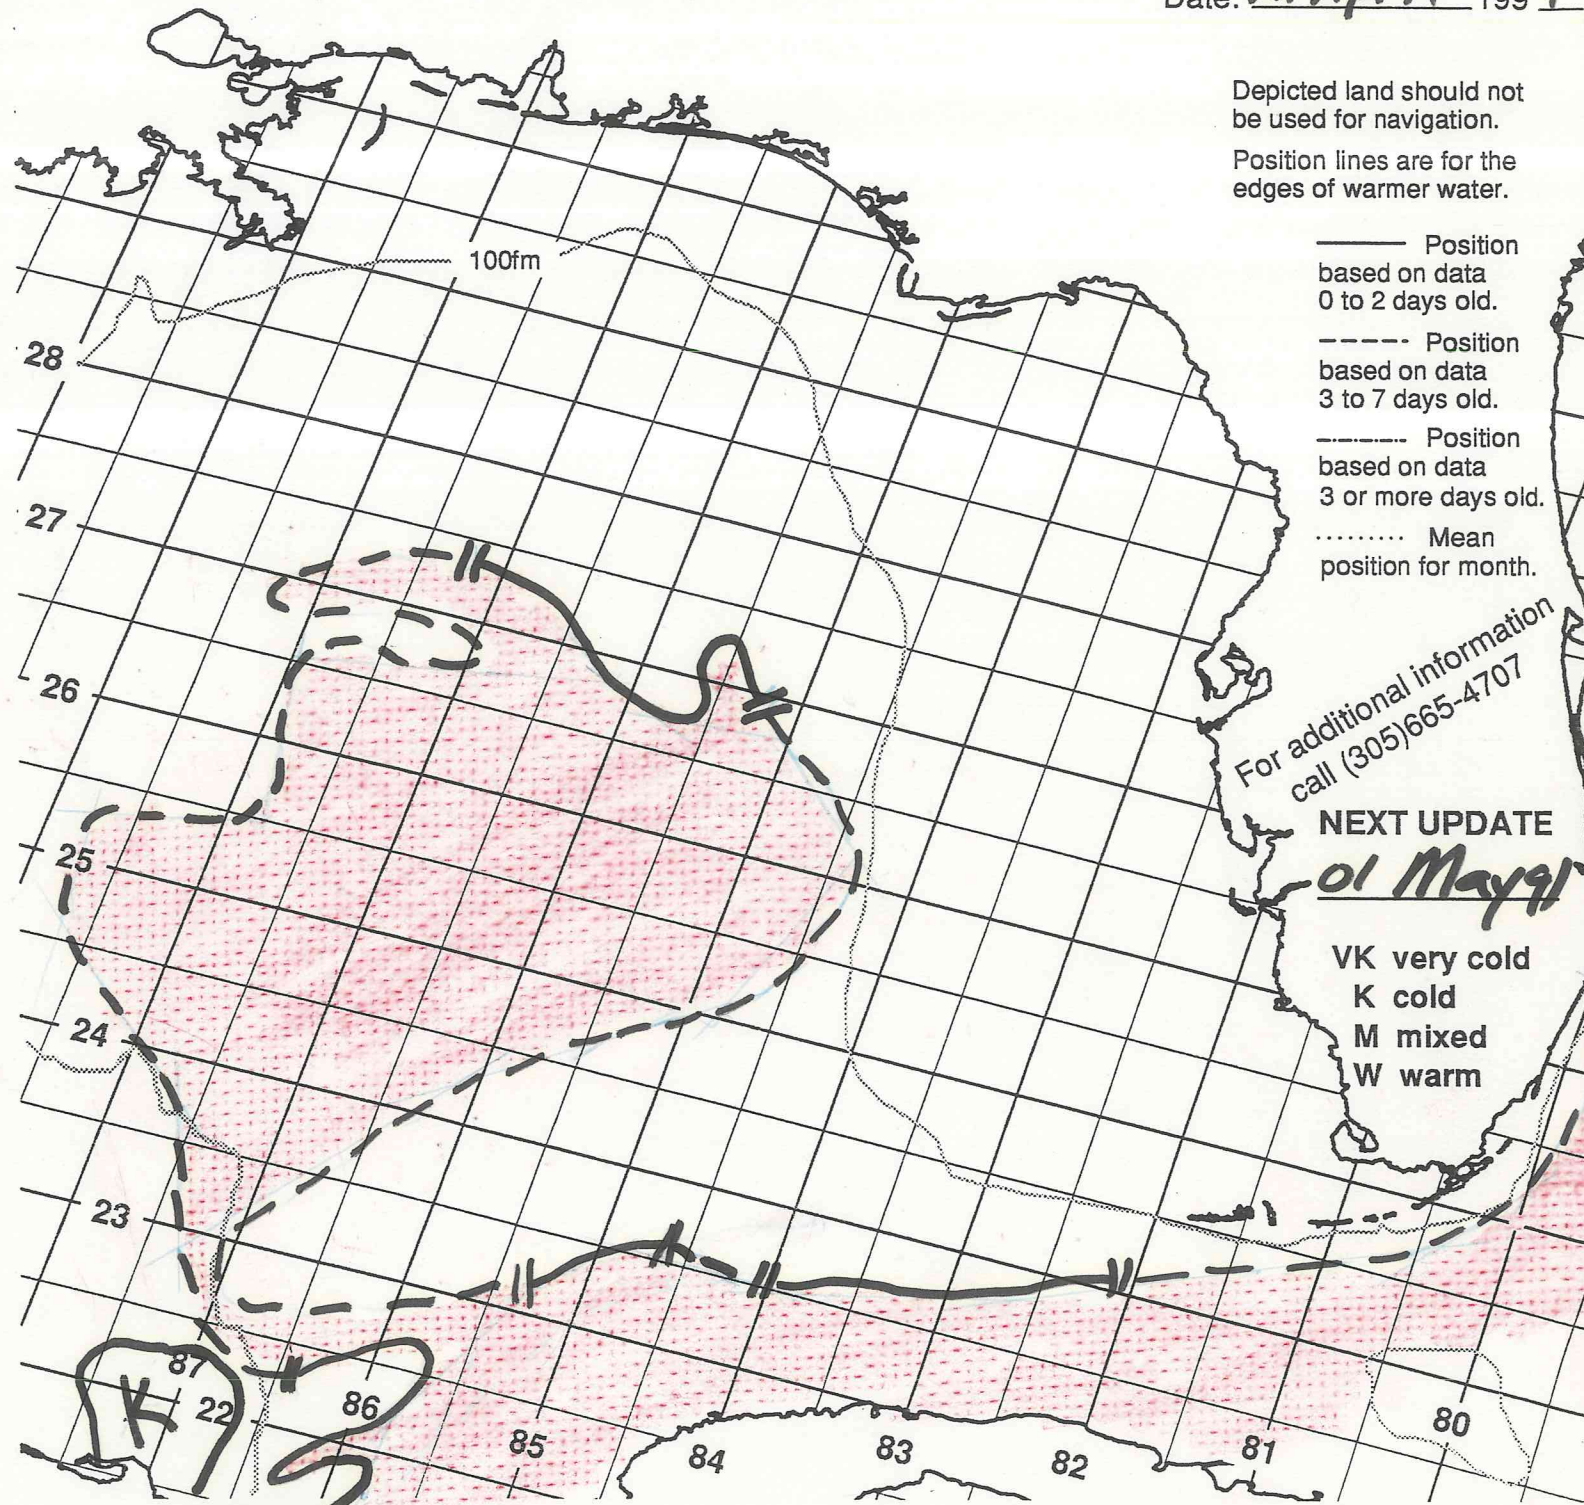 Date: 199
Depicted land should not
be used for navigation.
Position lines are for the
edges of warmer water.
Position
based on data
0 to 2 days old.
Position
based on data
3 to 7 days old.
Position
based on data
3 or more days old.
Mean
position for month.
For additional information
call (305)665-4707
NEXT UPDATE
01 May 91
VK very cold
K cold
M mixed
W warm
100fm
28
27
26
25
24
23
22
K
87
86
85
84
83
82
81
80